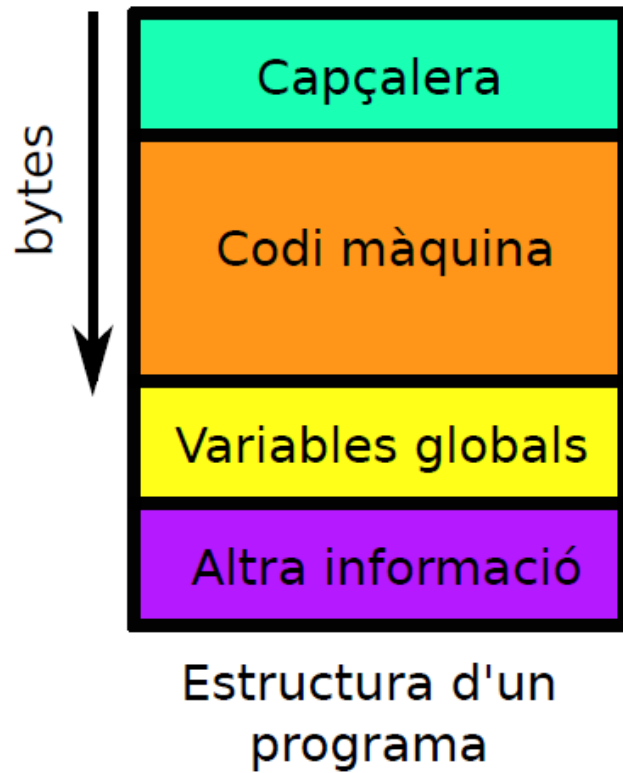 bytes
Capçalera
Codi màquina
Variables globals
Altra informació
Estructura d'un
programa